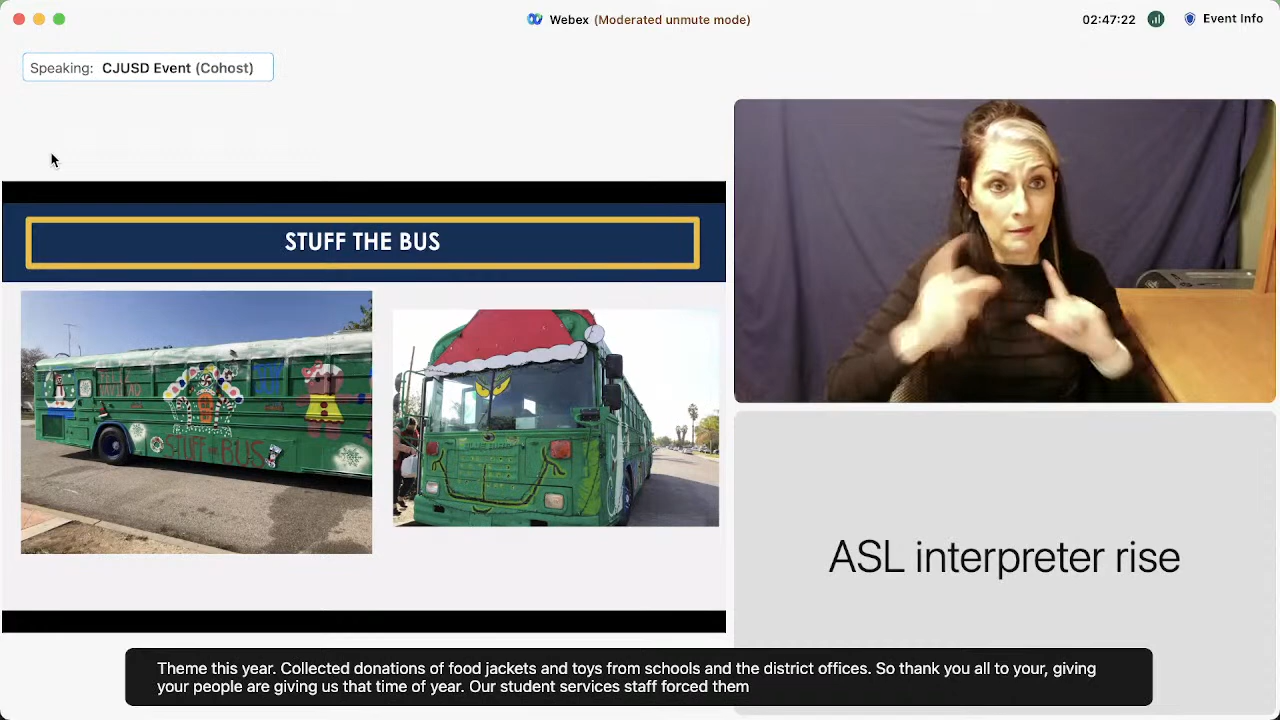 Webex (Moderated unmute mode)
02:47:22
Event Info
Speaking: CJUSD Event (Cohost)
STUFF THE BUS
STUFF THE BUS
ASL interpreter rise
Theme this year. Collected donations of food jackets and toys from schools and the district offices. So thank you all to your, giving
your people are giving us that time of year. Our student services staff forced them